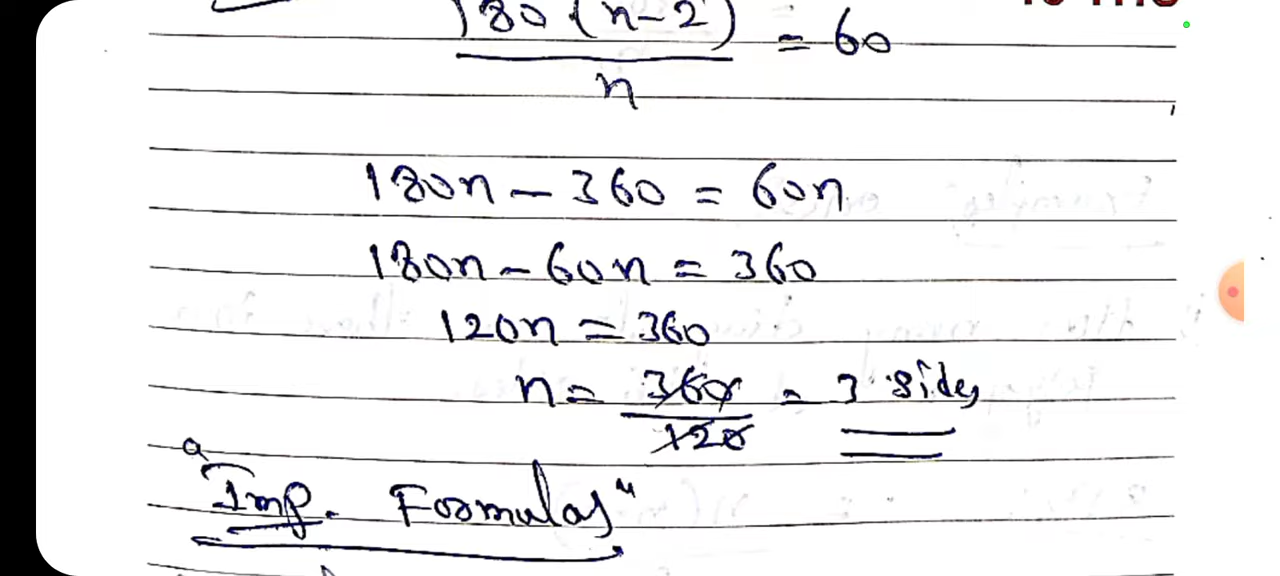 180 (n-2) / n = 60
180n - 360 = 60n
180n - 60n = 360
120n = 360
n = 360/120 = 3 sides
"Imp. Formulas"